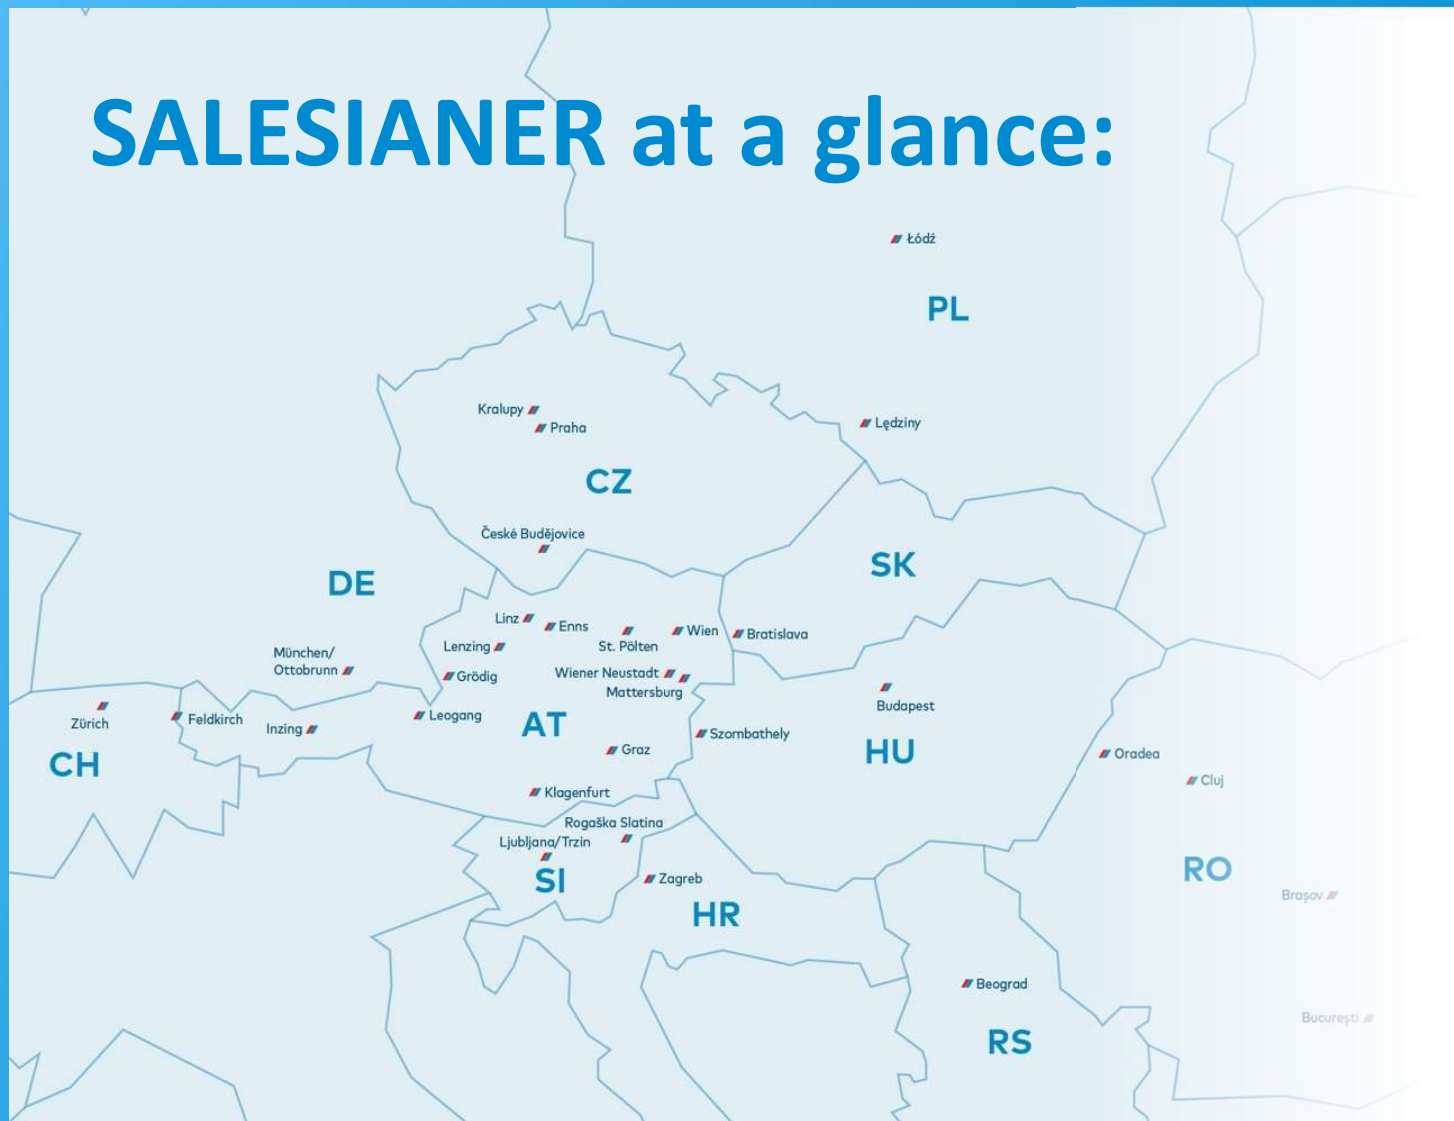 SALESIANER at a glance:
Łódź
PL
Kralupy
Praha
Lędziny
CZ
České Budějovice
SK
DE
Linz
Enns
Wien
Bratislava
Lenzing
St. Pölten
München/
Ottobrunn
Grödig
Wiener Neustadt
Mattersburg
Budapest
Zürich
Feldkirch
Inzing
Leogang
AT
Szombathely
HU
CH
Graz
Oradea
Cluj
Klagenfurt
Rogaška Slatina
Ljubljana/Trzin
SI
Zagreb
RO
Brașov
HR
Beograd
București
RS